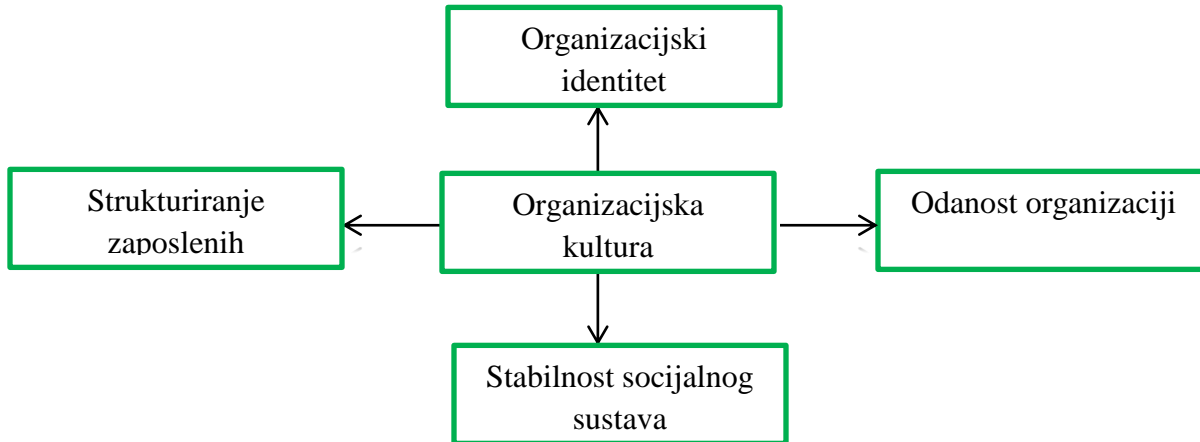 Organizacijski
identitet
Strukturiranje
zaposlenih
Organizacijska
kultura
Odanost organizaciji
Stabilnost socijalnog
sustava